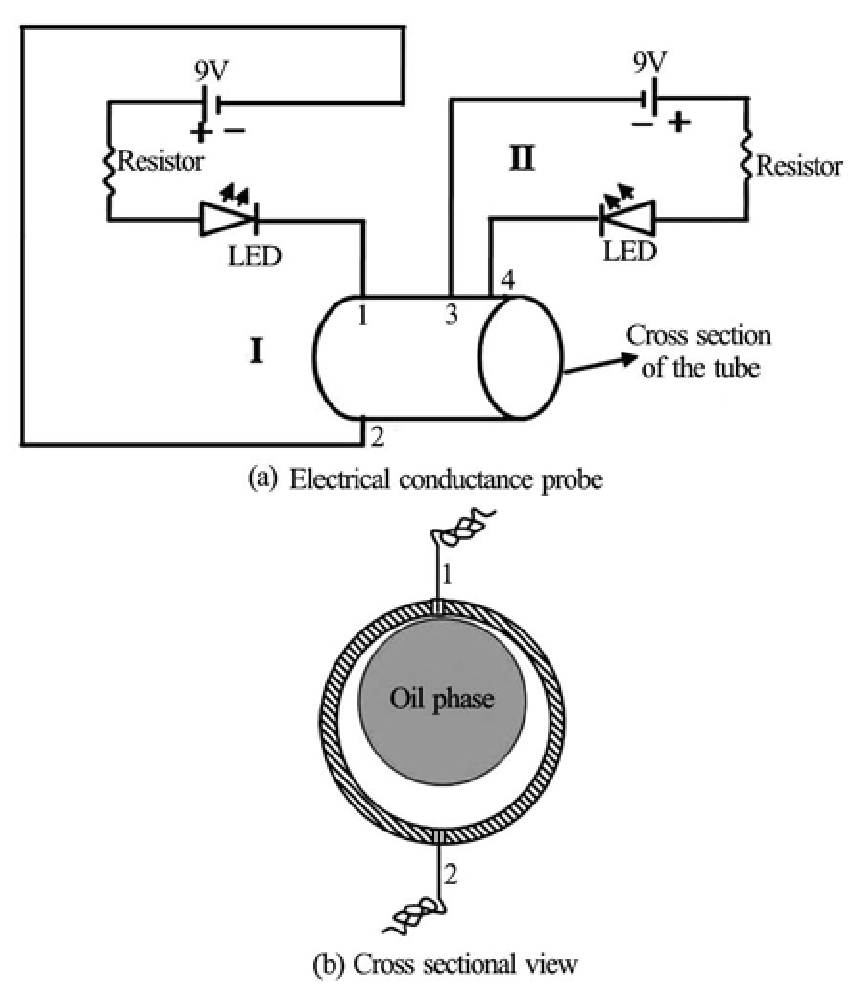 9V
+ −
Resistor
LED
I
9V
− +
II
Resistor
LED
4
1
3
2
Cross section
of the tube
(a) Electrical conductance probe
1
Oil phase
2
(b) Cross sectional view